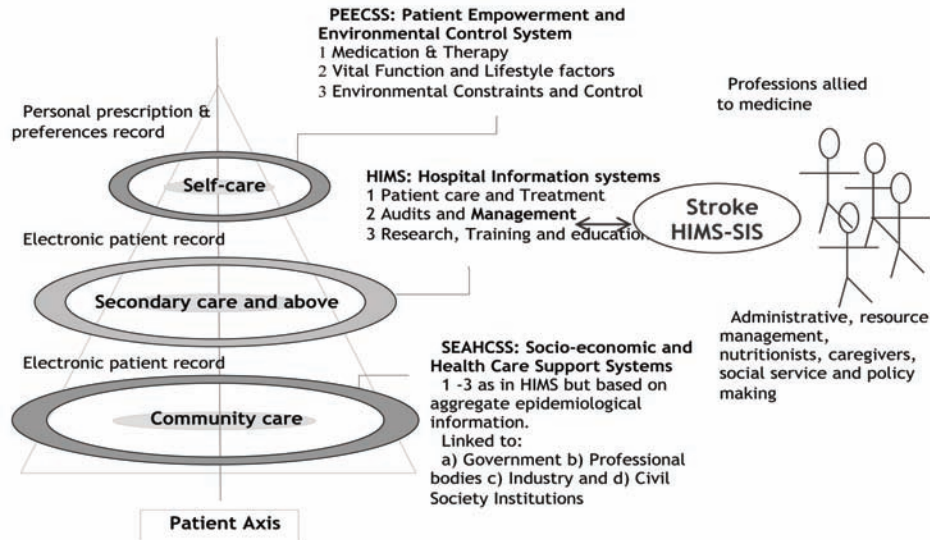 PEECSS: Patient Empowerment and
Environmental Control System
1 Medication & Therapy
2 Vital Function and Lifestyle factors
3 Environmental Constraints and Control
Personal prescription &
preferences record
Self-care
Professions allied
to medicine
HIMS: Hospital Information systems
1 Patient care and Treatment
2 Audits and Management
3 Research, Training and education
Stroke
HIMS-SIS
Electronic patient record
Secondary care and above
Administrative, resource
management,
nutritionists, caregivers,
social service and policy
making
Electronic patient record
SEAHCSS: Socio-economic and
Health Care Support Systems
1 -3 as in HIMS but based on
aggregate epidemiological
information.
Linked to:
a) Government b) Professional
bodies c) Industry and d) Civil
Society Institutions
Community care
Patient Axis